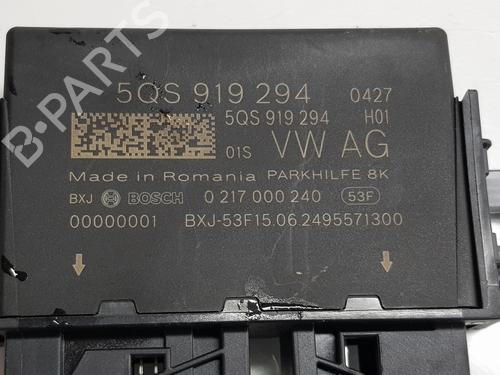 5QS 919 294 0427
5QS 919 294 H01
01S VW AG
Made in Romania PARKHILFE 8K
BXJ BOSCH 0 217 000 240 53F
00000001 BXJ-53F15.06.2495571300
B-PARTS